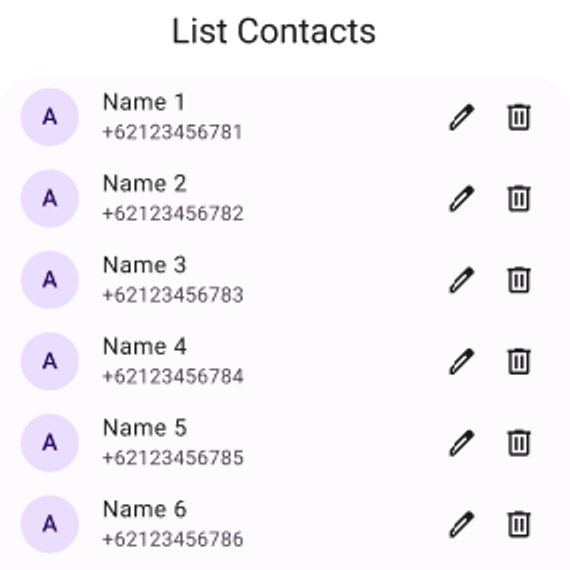 List Contacts
A
Name 1
+62123456781
A
Name 2
+62123456782
A
Name 3
+62123456783
A
Name 4
+62123456784
A
Name 5
+62123456785
A
Name 6
+62123456786